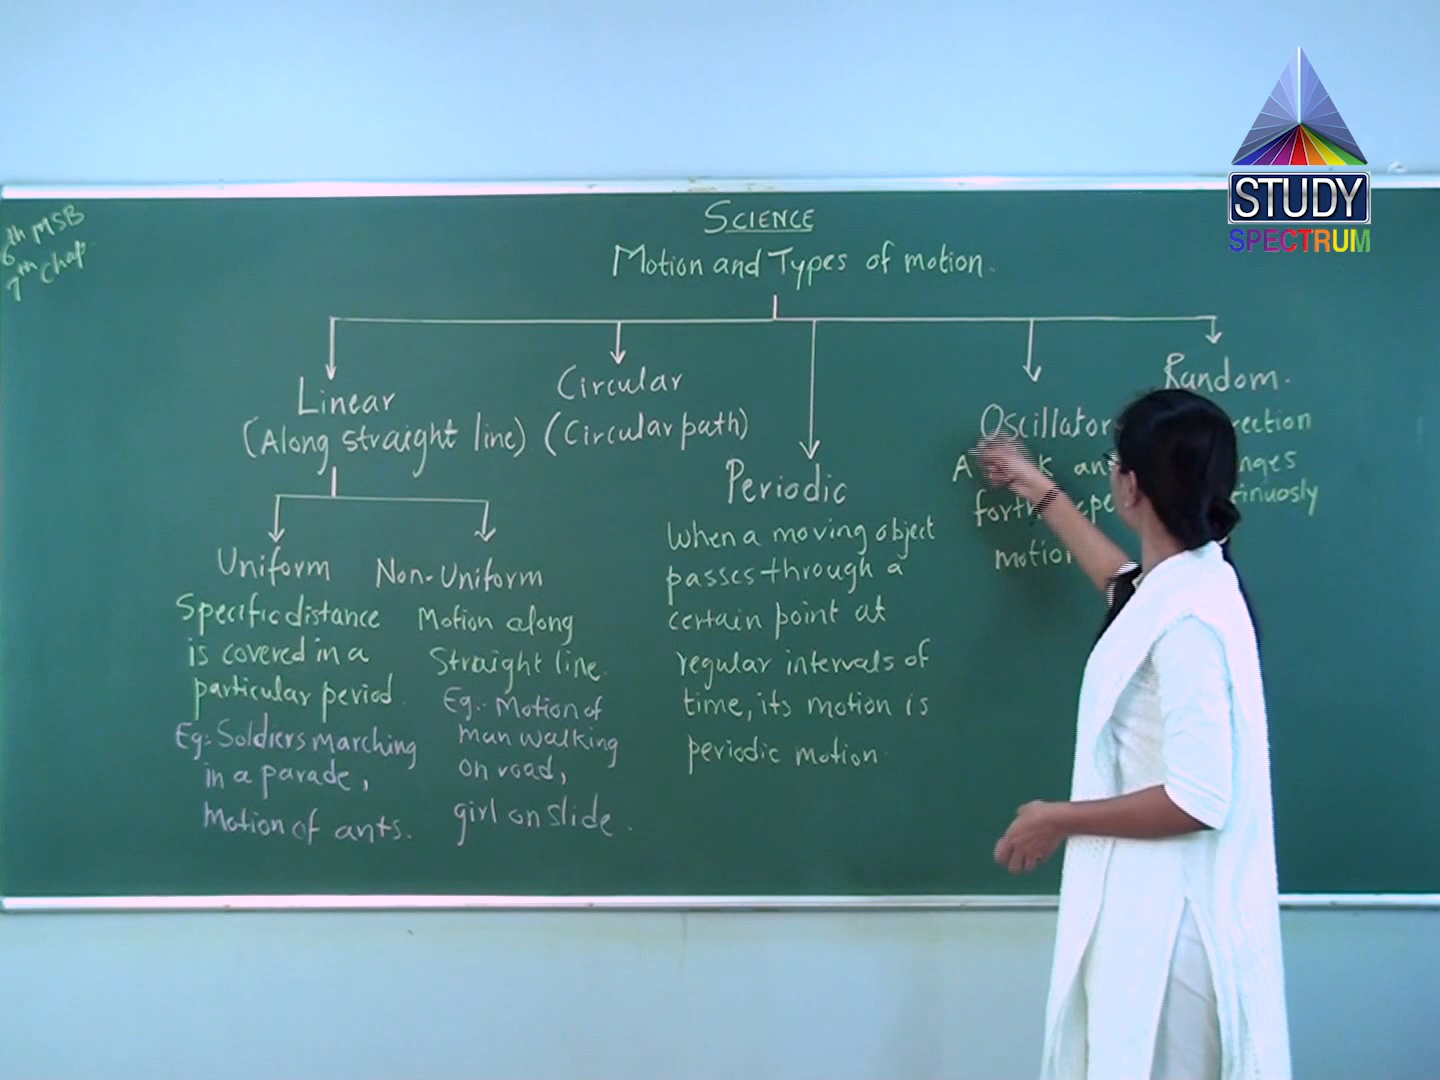 6th MSB
7th Chap.
STUDY
SPECTRUM
SCIENCE
Motion and Types of motion.
Linear
(Along straight line)
Uniform
Specific distance
is covered in a
particular period
Eg:- Soldiers marching
in a parade,
Motion of ants.
Non-Uniform
Motion along
Straight line.
Eg:- Motion of
man walking
on road,
girl on slide.
Circular
(Circular path)
Periodic
When a moving object
passes through a
certain point at
regular intervals of
time, its motion is
periodic motion.
Oscillator
A
forth
motion
Random.